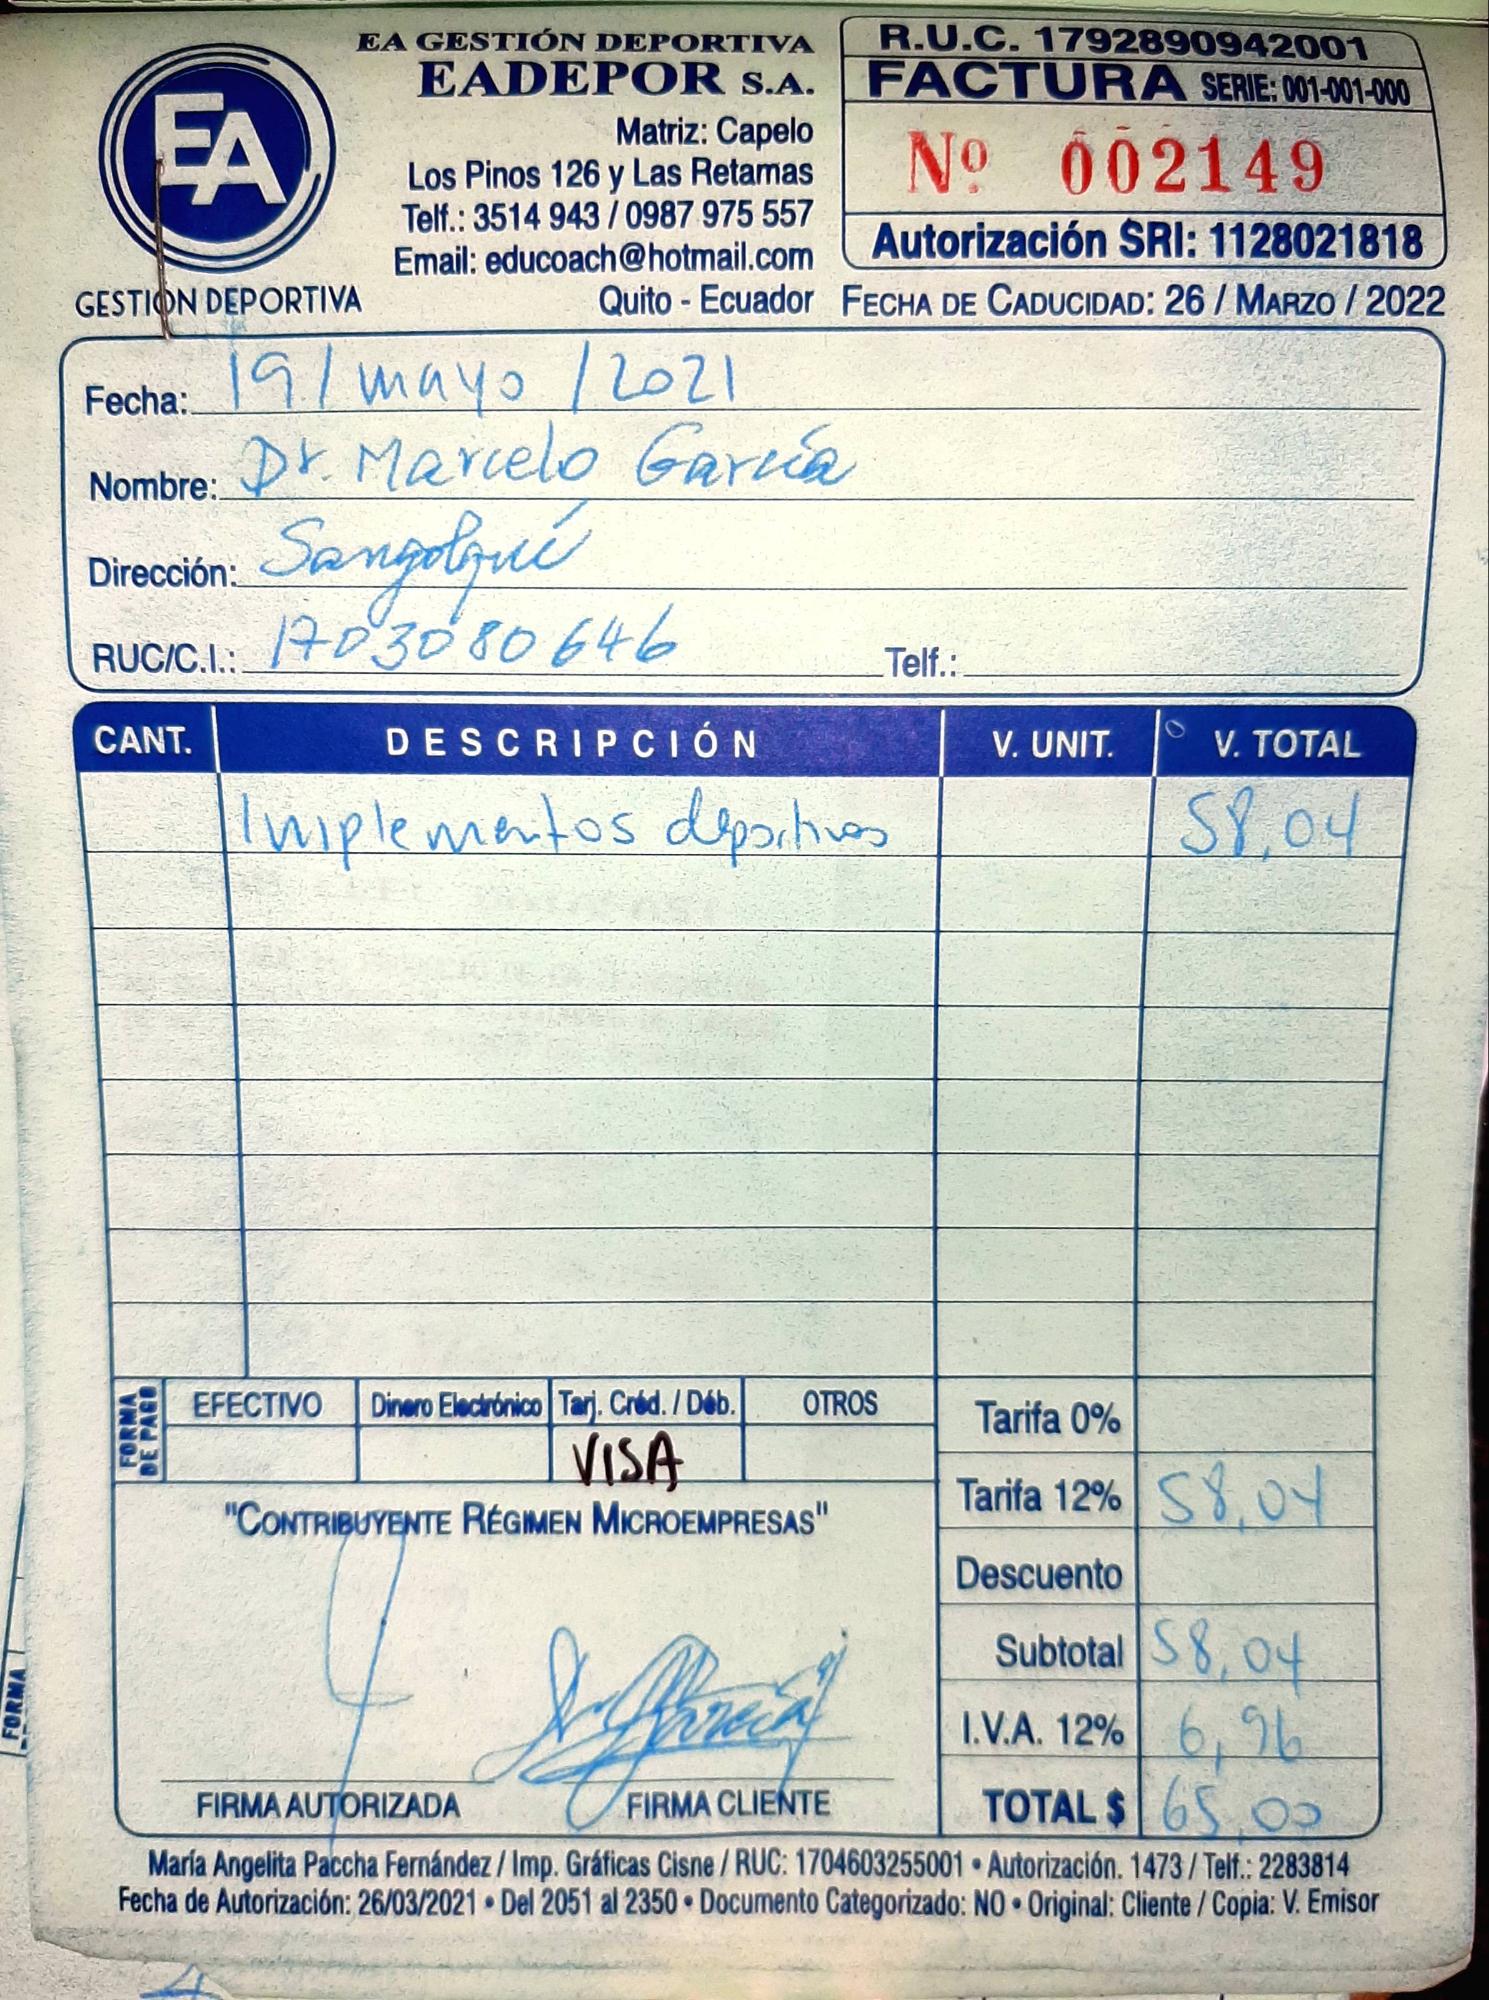 EA
GESTIÓN DEPORTIVA
EA GESTIÓN DEPORTIVA
EADEPOR S.A.
Matriz: Capelo
Los Pinos 126 y Las Retamas
Telf.: 3514 943 / 0987 975 557
Email: educoach@hotmail.com
Quito - Ecuador
R.U.C. 1792890942001
FACTURA SERIE: 001-001-000
Nº 002149
Autorización SRI: 1128021818
FECHA DE CADUCIDAD: 26 / MARZO / 2022
Fecha: 19/mayo/2021
Nombre: Dr. Marcelo García
Dirección: Sangolquí
RUC/C.I.: 1703080646 Telf.:
CANT. DESCRIPCIÓN V. UNIT. V. TOTAL
Implementos deportivos 58,04
FORMA DE PAGO EFECTIVO Dinero Electrónico Tarj. Créd. / Déb. OTROS
VISA
Tarifa 0%
Tarifa 12% 58,04
Descuento
Subtotal 58,04
I.V.A. 12% 6,96
TOTAL $ 65,00
"CONTRIBUYENTE RÉGIMEN MICROEMPRESAS"
FIRMA AUTORIZADA FIRMA CLIENTE
María Angelita Paccha Fernández / Imp. Gráficas Cisne / RUC: 1704603255001 • Autorización. 1473 / Telf.: 2283814
Fecha de Autorización: 26/03/2021 • Del 2051 al 2350 • Documento Categorizado: NO • Original: Cliente / Copia: V. Emisor
FORMA